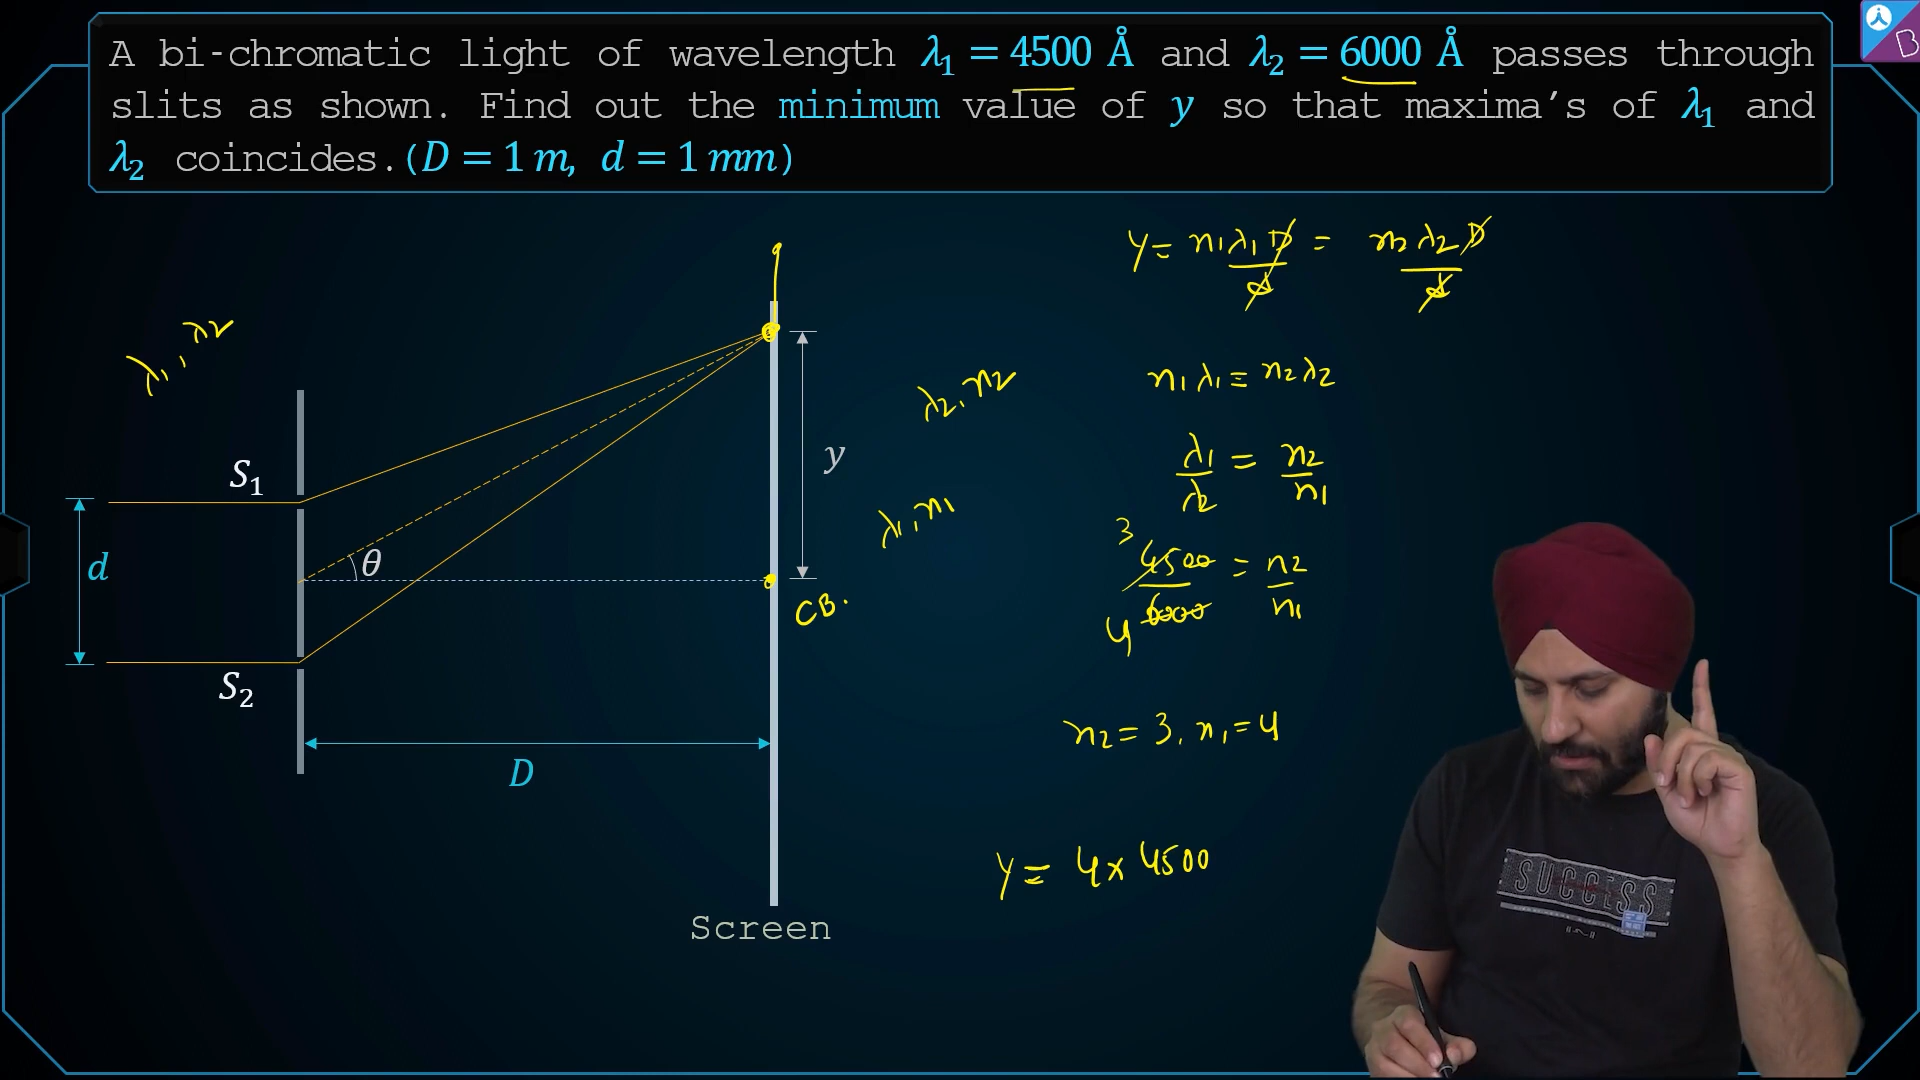 A bi-chromatic light of wavelength λ₁ = 4500 Å and λ₂ = 6000 Å passes through
slits as shown. Find out the minimum value of y so that maxima's of λ₁ and
λ₂ coincides.(D = 1 m, d = 1 mm)
y = n₁λ₁D/d = n₂λ₂D/d
λ₁, λ₂
n₁λ₁ = n₂λ₂
λ₂, n₂
λ₁/λ₂ = n₂/n₁
y
S₁
λ₁, n₁
3
4500/6000 = n₂/n₁
4
d
θ
CB.
S₂
n₂ = 3, n₁ = 4
D
y = 4 × 4500
Screen
SUCCESS
B